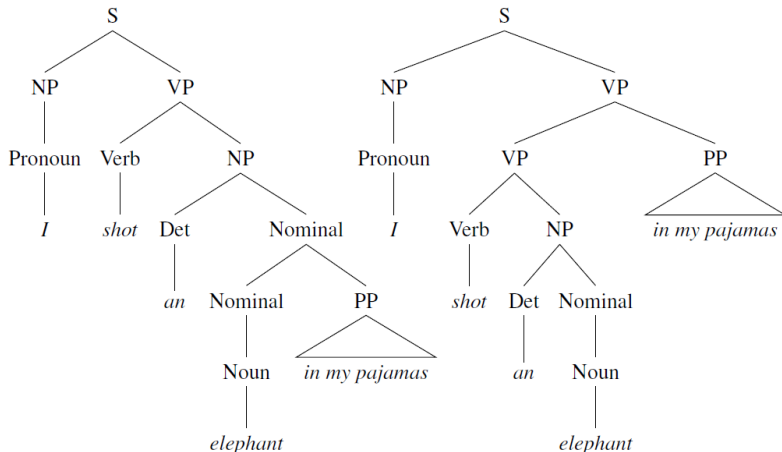 S S
NP VP NP VP
Pronoun Verb NP Pronoun VP PP
I shot Det Nominal I Verb NP in my pajamas
an Nominal PP shot Det Nominal
Noun in my pajamas an Noun
elephant elephant